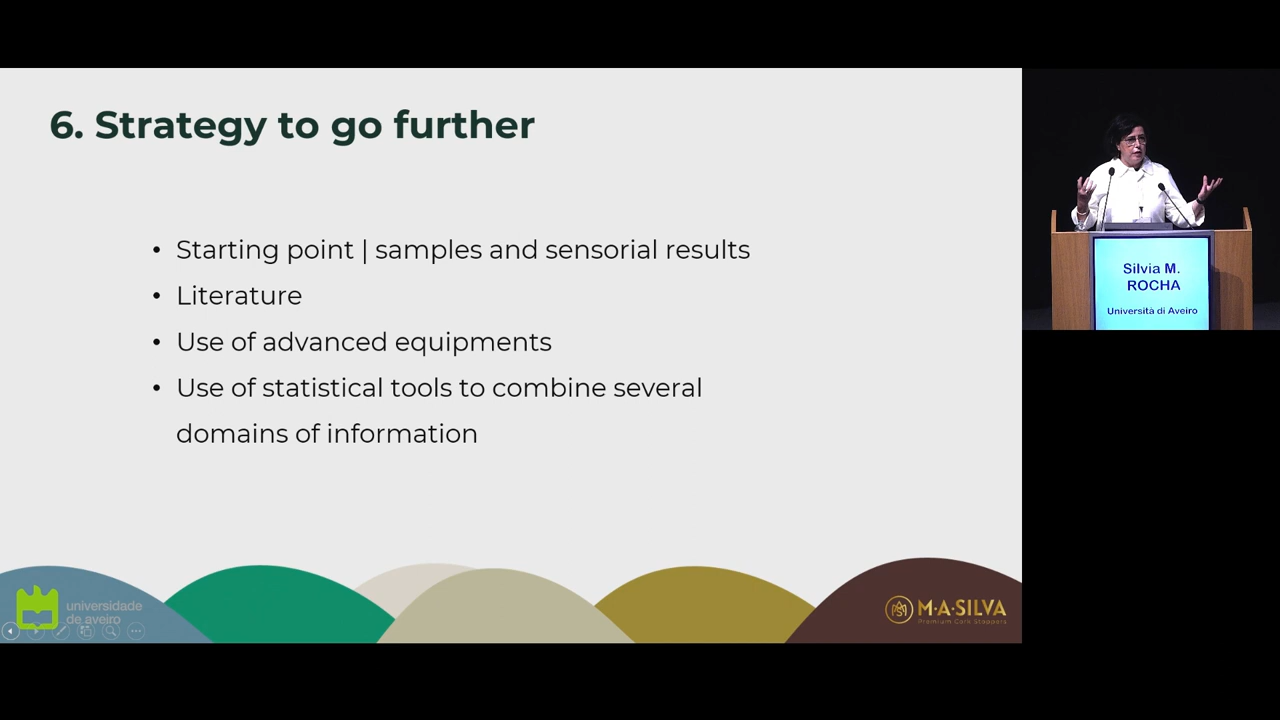 6. Strategy to go further
• Starting point | samples and sensorial results
• Literature
• Use of advanced equipments
• Use of statistical tools to combine several
domains of information
universidade
de aveiro
M·A·SILVA
Premium Cork Stoppers
Silvia M.
ROCHA
Università di Aveiro